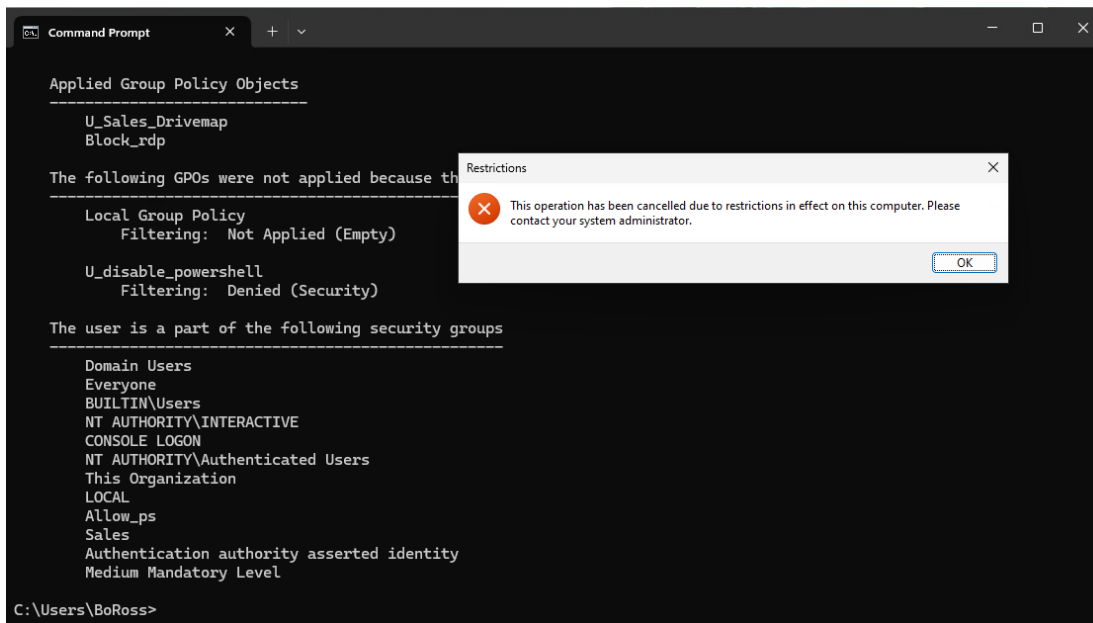 Command Prompt
Applied Group Policy Objects
U_Sales_Drivemap
Block_rdp
The following GPOs were not applied because th
Local Group Policy
Filtering: Not Applied (Empty)
U_disable_powershell
Filtering: Denied (Security)
Restrictions
This operation has been cancelled due to restrictions in effect on this computer. Please
contact your system administrator.
OK
The user is a part of the following security groups
Domain Users
Everyone
BUILTIN\Users
NT AUTHORITY\INTERACTIVE
CONSOLE LOGON
NT AUTHORITY\Authenticated Users
This Organization
LOCAL
Allow_ps
Sales
Authentication authority asserted identity
Medium Mandatory Level
C:\Users\BoRoss>